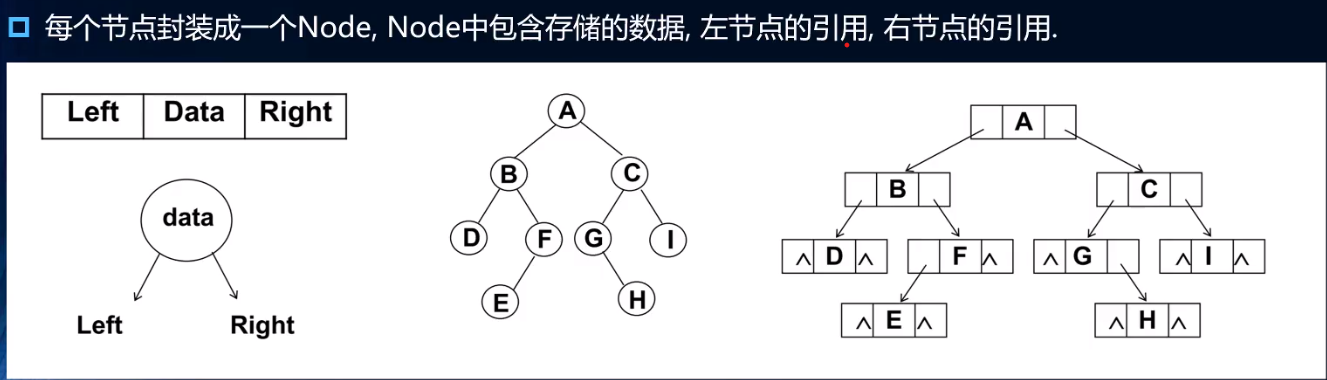 每个节点封装成一个Node, Node中包含存储的数据, 左节点的引用, 右节点的引用.
Left Data Right
data
Left Right
A
B C
D F G I
E H
A
B C
^ D ^ F ^ ^ G ^ I ^
^ E ^ ^ H ^